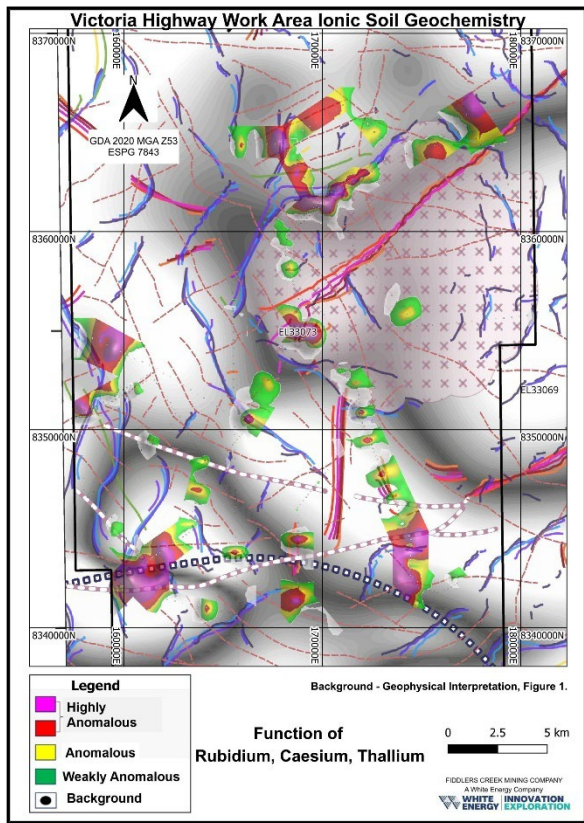 Victoria Highway Work Area Ionic Soil Geochemistry
8370000N
160000E
170000E
180000E
8370000N
N
GDA 2020 MGA Z53
ESPG 7843
8360000N
8360000N
EL33073
EL33069
8350000N
8350000N
8340000N
160000E
170000E
180000E
8340000N
Legend
Highly
Anomalous
Anomalous
Weakly Anomalous
Background
Background - Geophysical Interpretation, Figure 1.
Function of
Rubidium, Caesium, Thallium
0 2.5 5 km
FIDDLERS CREEK MINING COMPANY
A White Energy Company
WHITE ENERGY | INNOVATION EXPLORATION